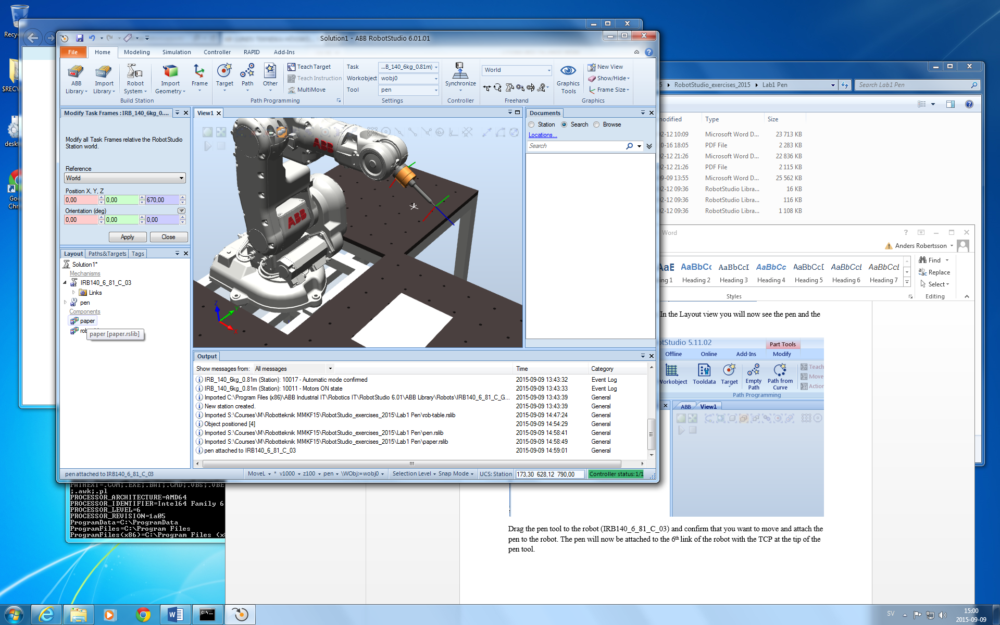 Recyc
$RECY
deskt
Goo
Chr
Solution1 - ABB RobotStudio 6.01.01
File Home Modeling Simulation Controller RAPID Add-Ins
ABB Library
Import Library
Robot System
Import Geometry
Frame
Build Station
Target
Path
Other
Teach Target
Teach Instruction
MultiMove
Path Programming
Task ...B_140_6kg_0.81m)
Workobject wobj0
Tool pen
Settings
Synchronize
Controller
World
Freehand
Graphics Tools
New View
Show/Hide
Frame Size
Graphics
Modify Task Frames :IRB_140_6kg_0....
Modify all Task Frames relative the RobotStudio
Station world.
Reference
World
Position X, Y, Z
0,00 0,00 670,00
Orientation (deg)
0,00 0,00 0,00
Apply Close
Layout Paths&Targets Tags
Solution1*
Mechanisms
IRB140_6_81_C_03
Links
pen
Components
paper
rob
paper [paper.rslib]
View1
ABB
ABB
Z
Y
X
Documents
Station Search Browse
Locations...
Search
Output
Show messages from: All messages Time Category
IRB_140_6kg_0.81m (Station): 10017 - Automatic mode confirmed 2015-09-09 13:43:32 Event Log
IRB_140_6kg_0.81m (Station): 10011 - Motors ON state 2015-09-09 13:43:33 Event Log
Imported C:\Program Files (x86)\ABB Industrial IT\Robotics IT\RobotStudio 6.01\ABB Library\Robots\IRB140_6_81_C_G... 2015-09-09 13:43:39 General
New station created. 2015-09-09 13:43:39 General
Imported S:\Courses\M\Robotteknik MMKF15\RobotStudio_exercises_2015\Lab1 Pen\rob-table.rslib 2015-09-09 14:47:24 General
Object positioned [4] 2015-09-09 14:54:29 General
Imported S:\Courses\M\Robotteknik MMKF15\RobotStudio_exercises_2015\Lab1 Pen\pen.rslib 2015-09-09 14:58:41 General
Imported S:\Courses\M\Robotteknik MMKF15\RobotStudio_exercises_2015\Lab1 Pen\paper.rslib 2015-09-09 14:58:49 General
pen attached to IRB140_6_81_C_03 2015-09-09 14:59:01 General
pen attached to IRB140_6_81_C_03 MoveL * v1000 z100 pen \WObj:=wobj0 Selection Level Snap Mode UCS: Station 173,30 628,12 790,00 Controller status: 1/1
5 RobotStudio_exercises_2015 Lab1 Pen Search Lab1 Pen
nodified Type Size
02-12 10:09 Microsoft Word D... 23 713 KB
0-16 18:05 PDF File 2 283 KB
02-12 21:26 Microsoft Word D... 22 836 KB
02-12 21:26 PDF File 2 115 KB
09-09 13:55 Microsoft Word D... 25 562 KB
02-12 09:36 RobotStudio Libra... 16 KB
02-12 09:36 RobotStudio Libra... 116 KB
02-12 09:36 RobotStudio Libra... 1 108 KB
Word
Anders Robertsson
AaB AaBbCc AaBbCcD AaBbCc AaBbCcD AaBbCcL AaBbCcL
ng 1 Heading 2 Heading 3 Heading 4 Heading 5 Heading 6 Heading 7
Styles
Find
Replace
Select
Editing
In the Layout view you will now see the pen and the
otStudio 5.11.02
Part Tools
Offline Online Add-Ins Modify
Workobject Tooldata Target Empty Path Path from Curve
Teach
Move
Action
Path Programming
ABB View1
Drag the pen tool to the robot (IRB140_6_81_C_03) and confirm that you want to move and attach the
pen to the robot. The pen will now be attached to the 6th link of the robot with the TCP at the tip of the
pen tool.
PATHEXT=.COM;.EXE;.BAT;.CMD;.VBS;.VBE
;.awk;.pl
PROCESSOR_ARCHITECTURE=AMD64
PROCESSOR_IDENTIFIER=Intel64 Family 6
PROCESSOR_LEVEL=6
PROCESSOR_REVISION=1a05
ProgramData=C:\ProgramData
ProgramFiles=C:\Program Files
ProgramFiles(x86)=C:\Program Files (x8
SV
15:00
2015-09-09